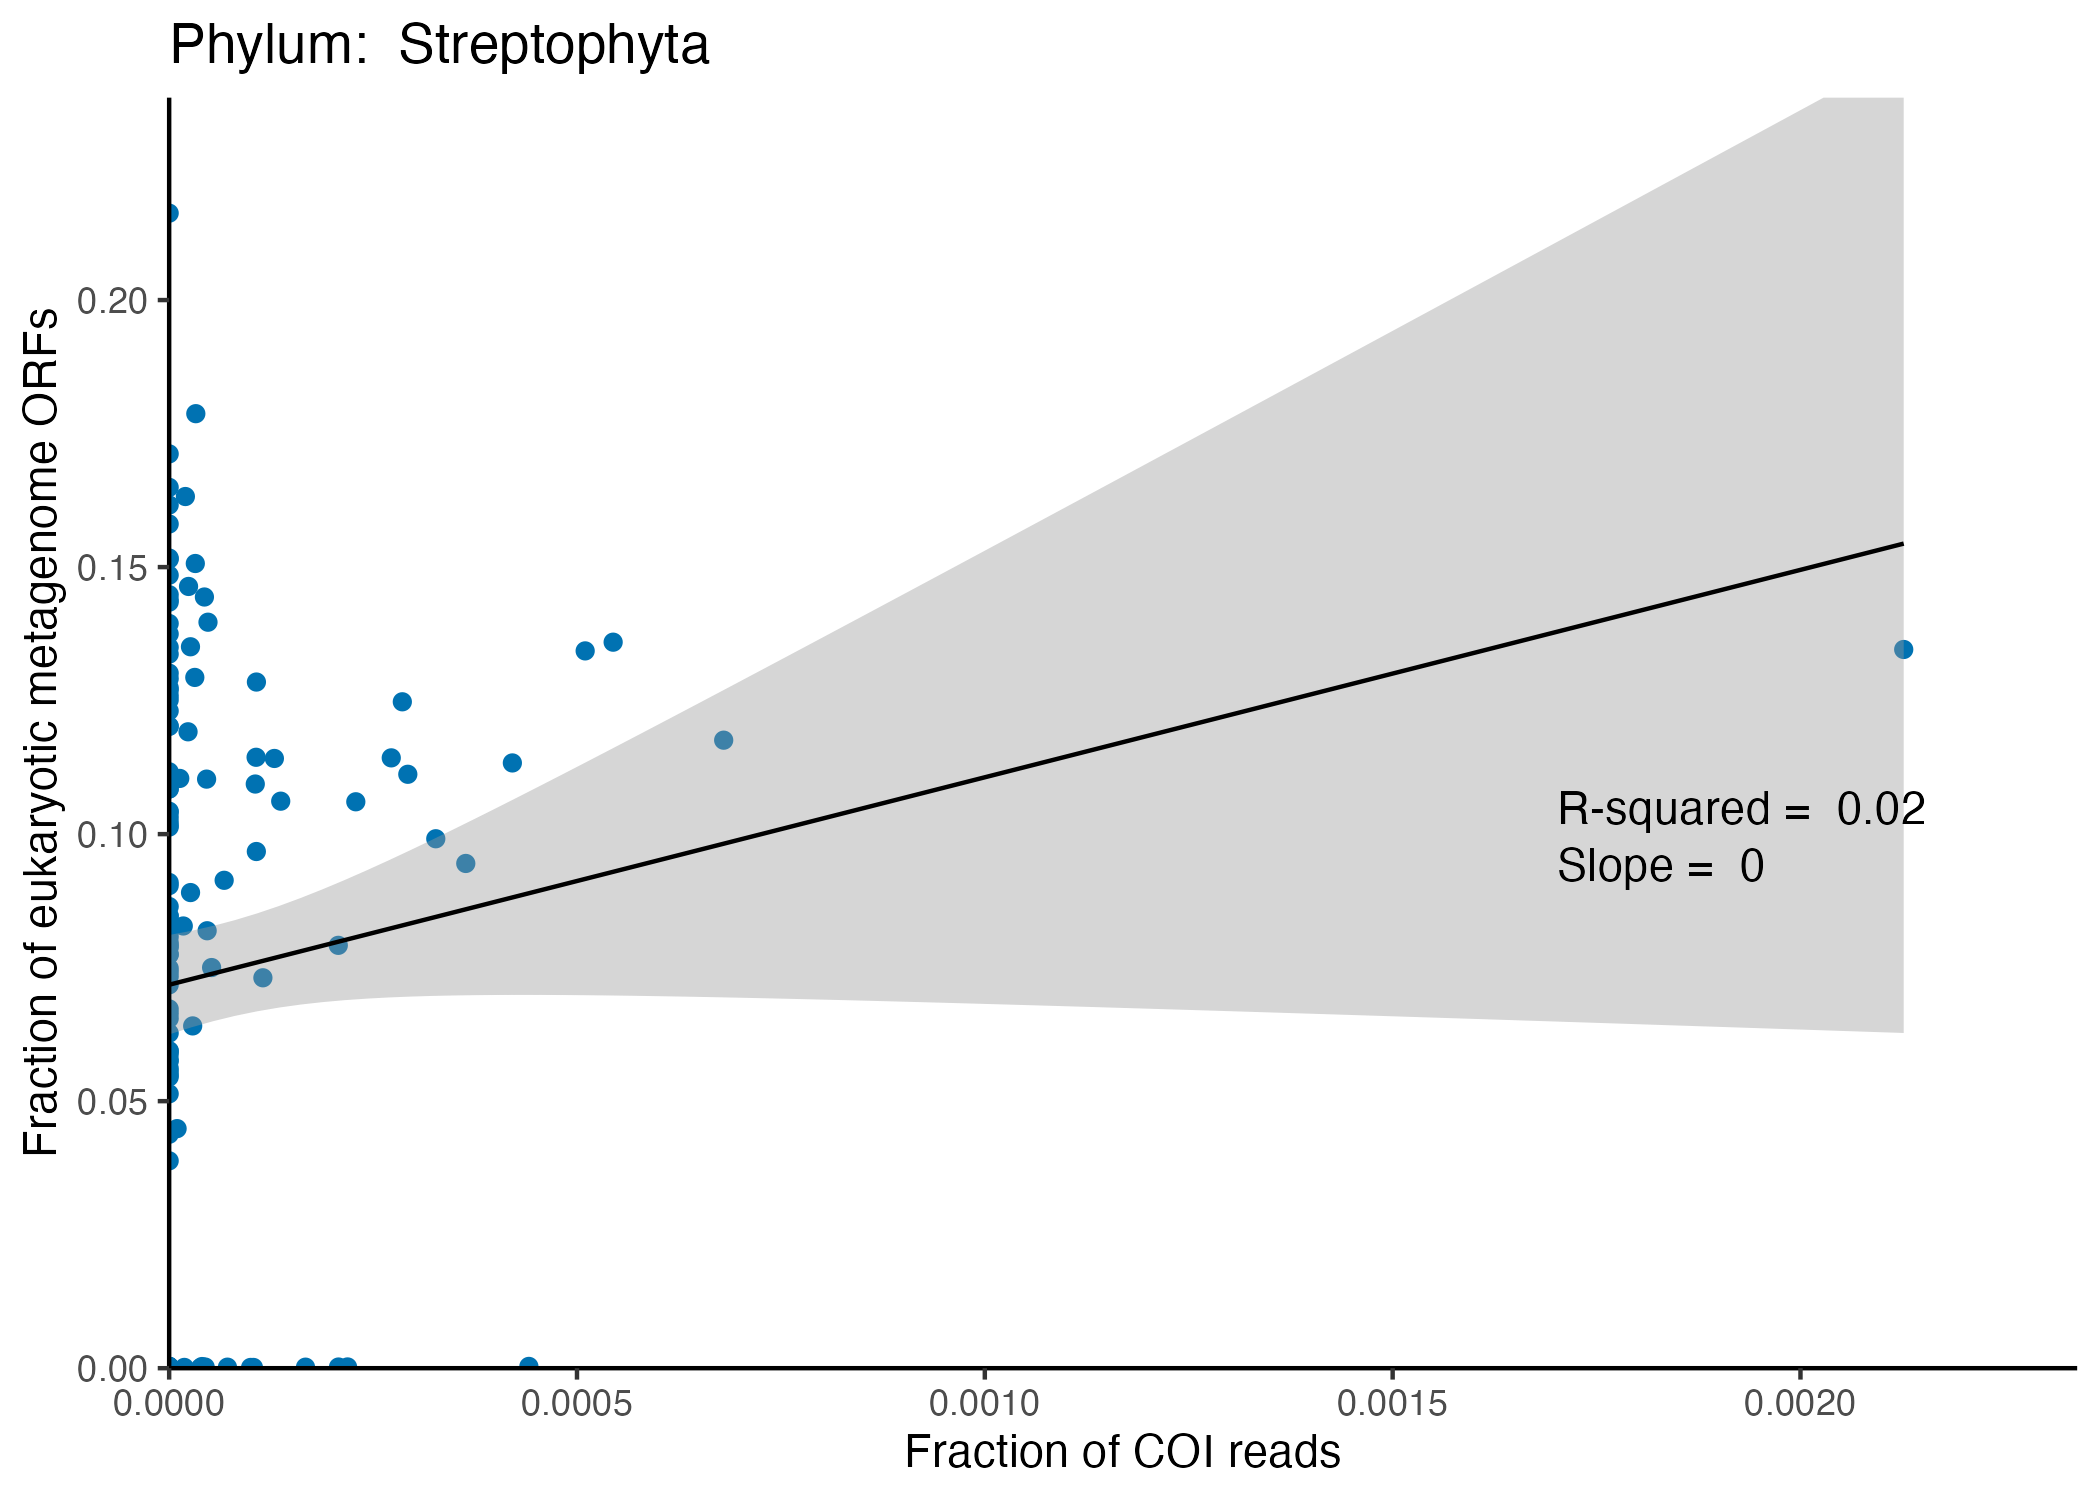 Phylum: Streptophyta
Fraction of eukaryotic metagenome ORFs
0.20
0.15
0.10
0.05
0.00
R-squared = 0.02
Slope = 0
0.0000 0.0005 0.0010 0.0015 0.0020
Fraction of COI reads